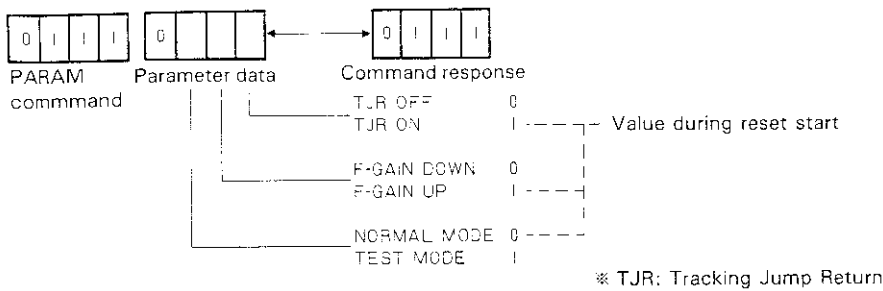 0 1 1 1 0 0 1 1 1
PARAM Parameter data Command response
commmand
TJR OFF 0
TJR ON 1 Value during reset start
F-GAIN DOWN 0
F-GAIN UP 1
NORMAL MODE 0
TEST MODE 1
※ TJR: Tracking Jump Return